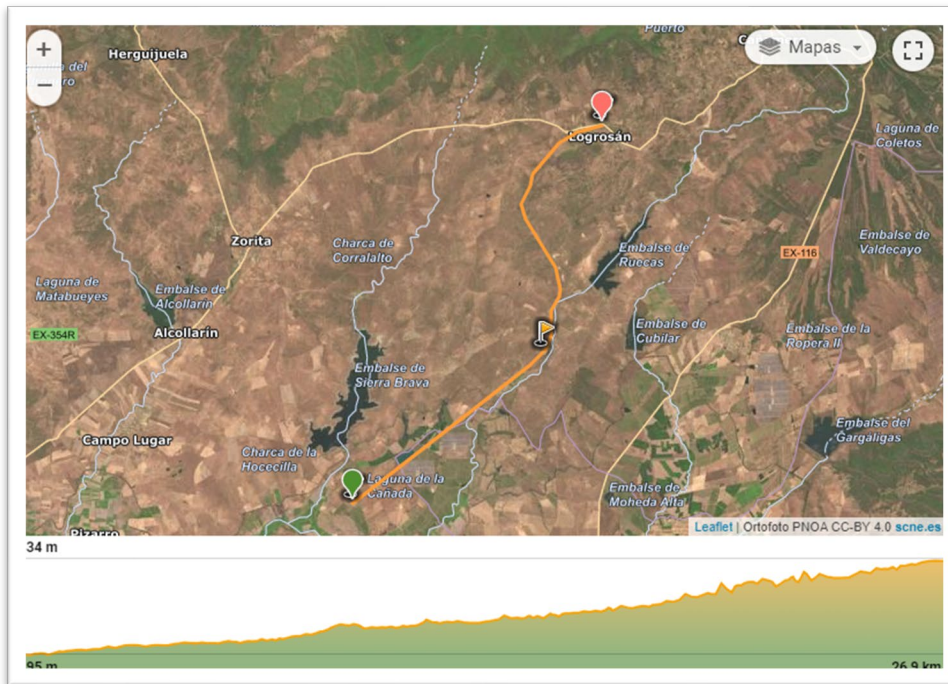 +
−
Herguijuela
Puerto
Mapas
Logrosán
Laguna de
Coletos
Zorita
Charca de
Corralalto
Embalse de
Ruecas
EX-116
Embalse de
Valdecayo
Laguna de
Matabueyes
Embalse de
Alcollarín
EX-354R
Alcollarín
Embalse de
Cubilar
Embalse de la
Ropera II
Embalse de
Sierra Brava
Campo Lugar
Charca de la
Hocecilla
Laguna de la
Cañada
Embalse del
Gargaligas
Embalse de
Moheda Alta
Pizarro
Leaflet | Ortofoto PNOA CC-BY 4.0 scne.es
34 m
95 m
26.9 km